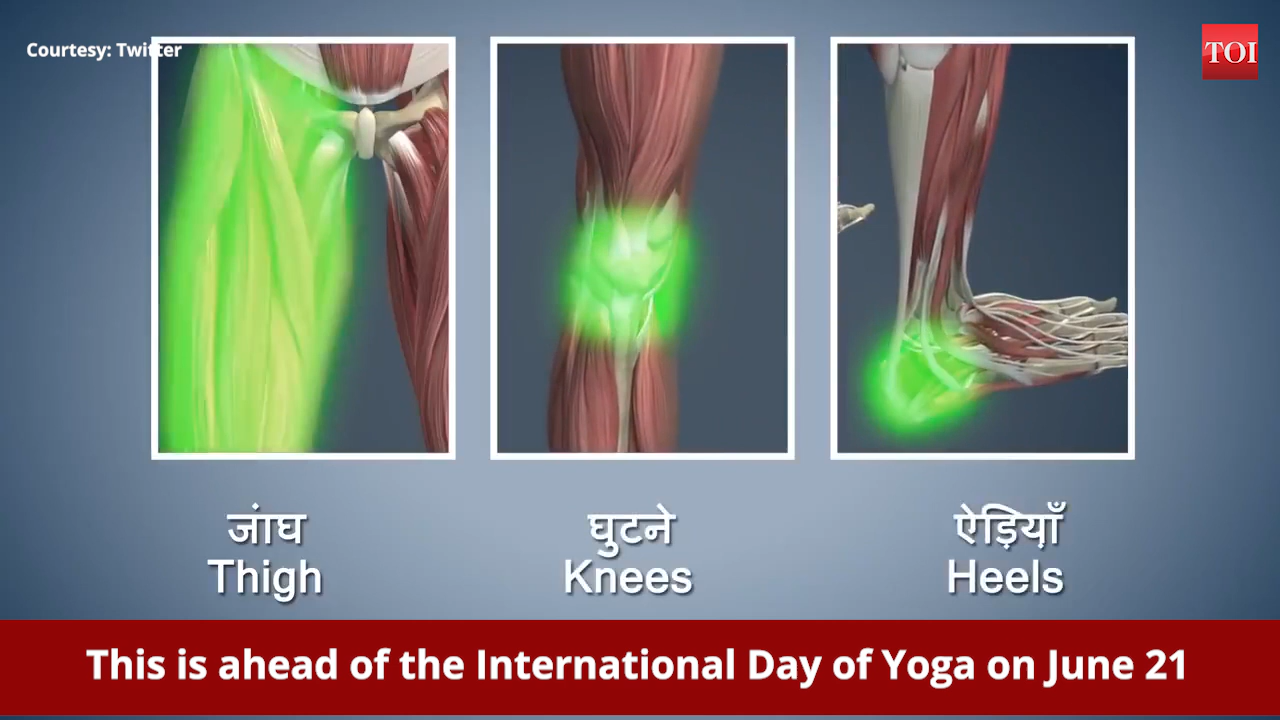 Courtesy: Twitter
TOI
जांघ
Thigh
घुटने
Knees
ऐड़िय़ाँ
Heels
This is ahead of the International Day of Yoga on June 21